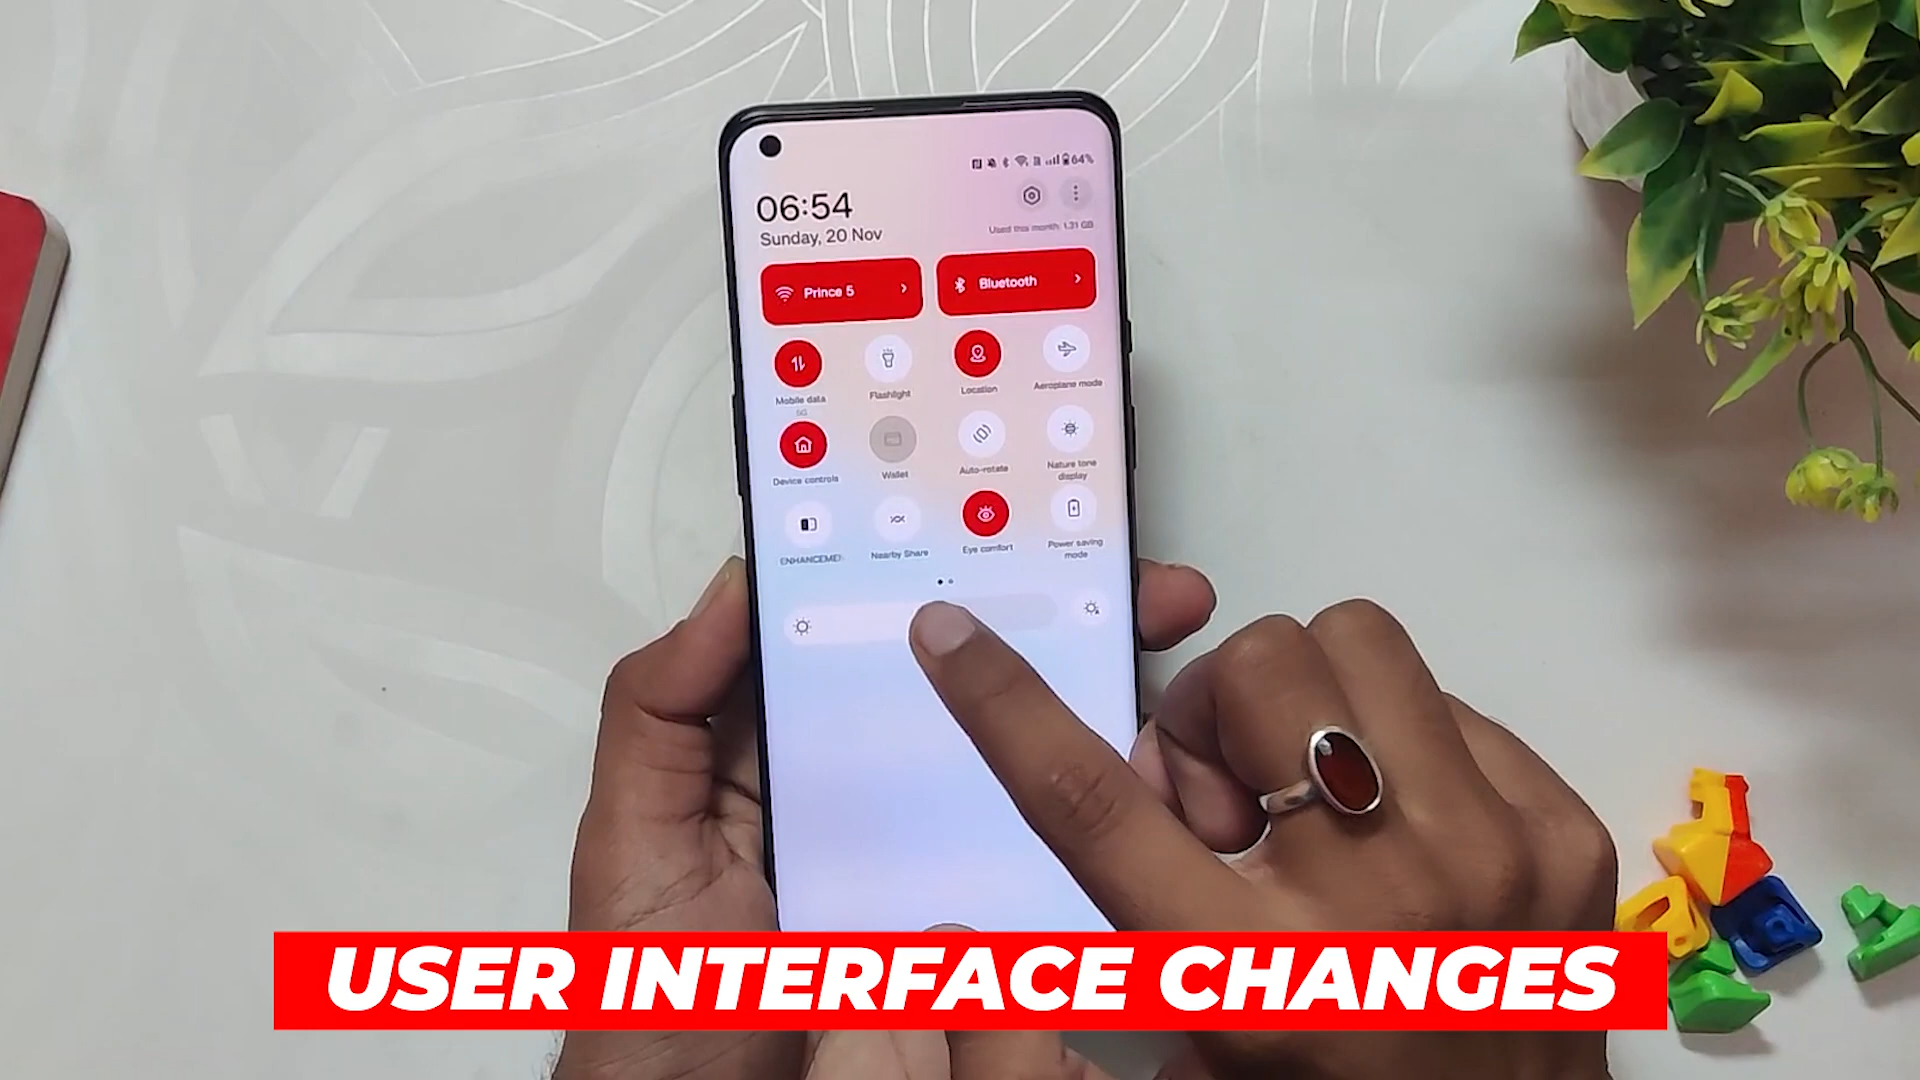 64%
06:54
Sunday, 20 Nov
Used this month: 1.31 GB
Prince 5
Bluetooth
Mobile data
5G
Flashlight
Location
Aeroplane mode
Device controls
Wallet
Auto-rotate
Nature tone
display
ENHANCEME
Nearby Share
Eye comfort
Power saving
mode
USER INTERFACE CHANGES